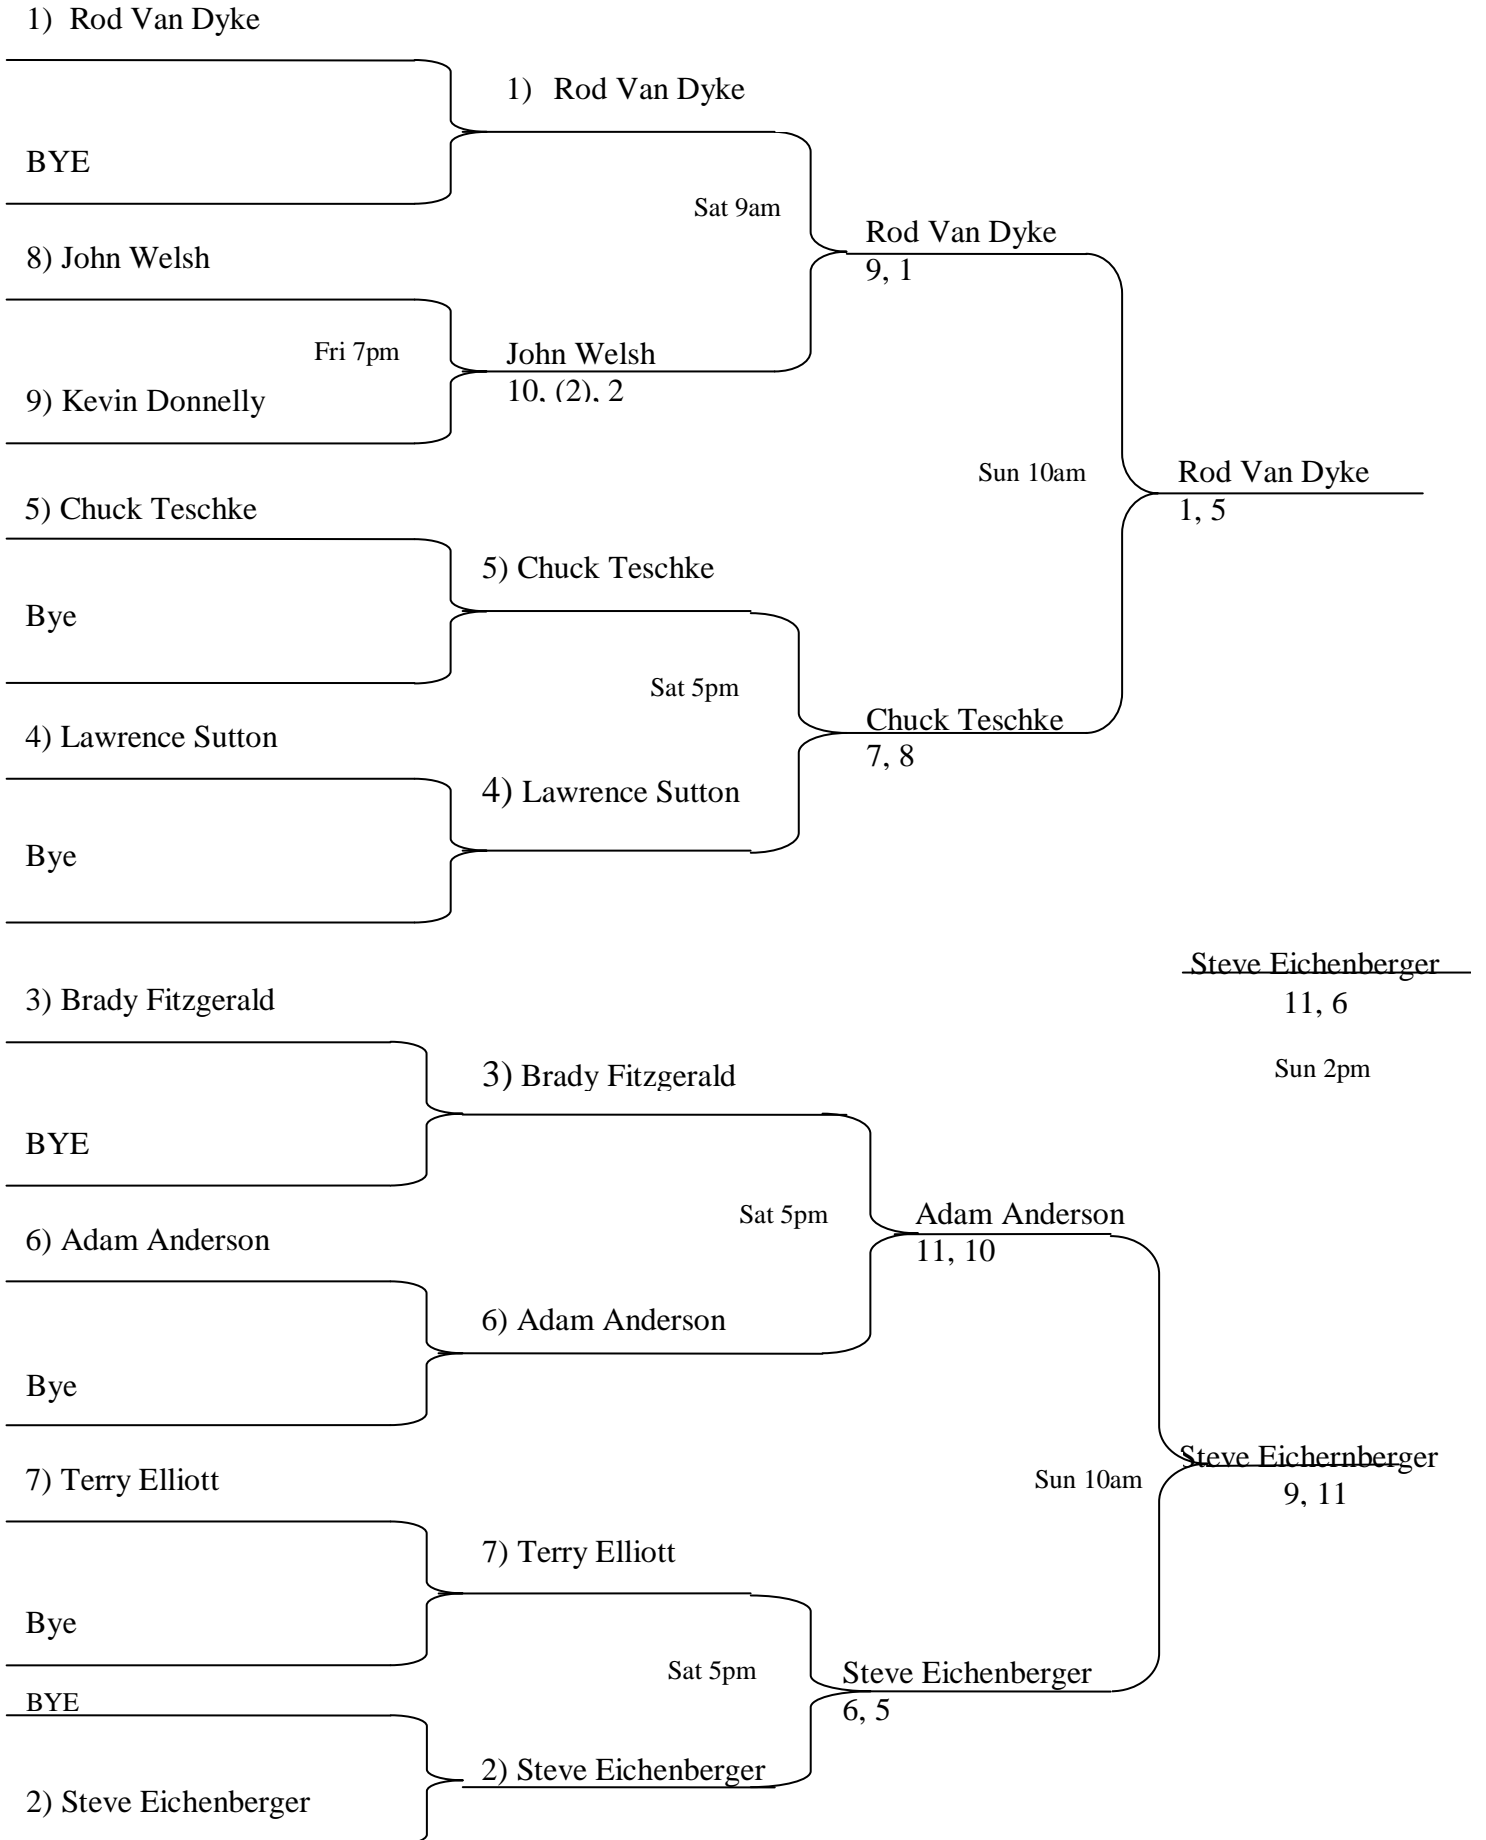 1) Rod Van Dyke
1) Rod Van Dyke
BYE
Sat 9am
Rod Van Dyke
9, 1
8) John Welsh
Fri 7pm
John Welsh
10, (2), 2
9) Kevin Donnelly
Sun 10am
Rod Van Dyke
1, 5
5) Chuck Teschke
5) Chuck Teschke
Bye
Sat 5pm
Chuck Teschke
7, 8
4) Lawrence Sutton
4) Lawrence Sutton
Bye
Steve Eichenberger
11, 6
Sun 2pm
3) Brady Fitzgerald
3) Brady Fitzgerald
BYE
Sat 5pm
Adam Anderson
11, 10
6) Adam Anderson
6) Adam Anderson
Bye
Sun 10am
Steve Eichernberger
9, 11
7) Terry Elliott
7) Terry Elliott
Bye
Sat 5pm
Steve Eichenberger
6, 5
BYE
2) Steve Eichenberger
2) Steve Eichenberger